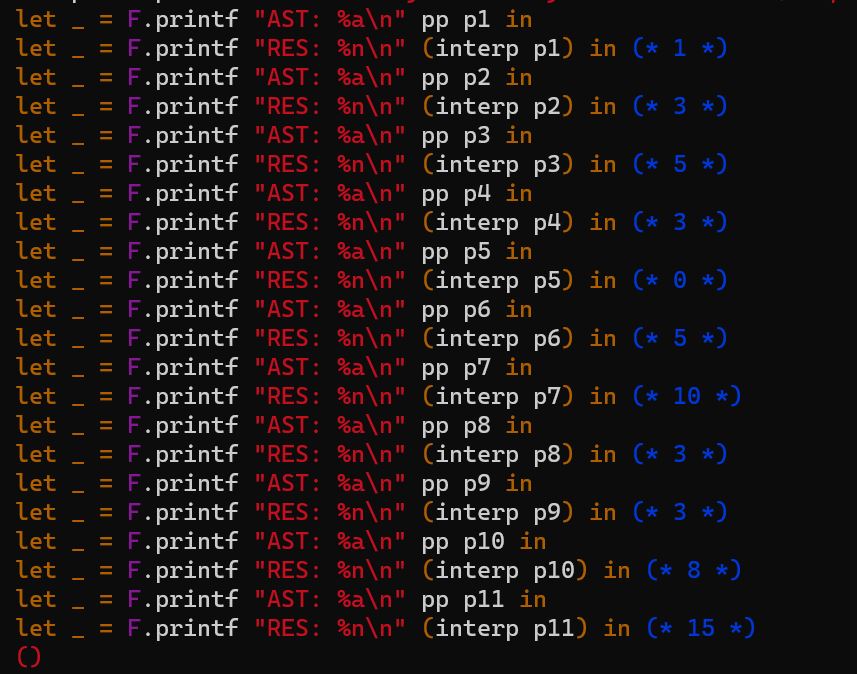 let _ = F.printf "AST: %a\n" pp p1 in
let _ = F.printf "RES: %n\n" (interp p1) in (* 1 *)
let _ = F.printf "AST: %a\n" pp p2 in
let _ = F.printf "RES: %n\n" (interp p2) in (* 3 *)
let _ = F.printf "AST: %a\n" pp p3 in
let _ = F.printf "RES: %n\n" (interp p3) in (* 5 *)
let _ = F.printf "AST: %a\n" pp p4 in
let _ = F.printf "RES: %n\n" (interp p4) in (* 3 *)
let _ = F.printf "AST: %a\n" pp p5 in
let _ = F.printf "RES: %n\n" (interp p5) in (* 0 *)
let _ = F.printf "AST: %a\n" pp p6 in
let _ = F.printf "RES: %n\n" (interp p6) in (* 5 *)
let _ = F.printf "AST: %a\n" pp p7 in
let _ = F.printf "RES: %n\n" (interp p7) in (* 10 *)
let _ = F.printf "AST: %a\n" pp p8 in
let _ = F.printf "RES: %n\n" (interp p8) in (* 3 *)
let _ = F.printf "AST: %a\n" pp p9 in
let _ = F.printf "RES: %n\n" (interp p9) in (* 3 *)
let _ = F.printf "AST: %a\n" pp p10 in
let _ = F.printf "RES: %n\n" (interp p10) in (* 8 *)
let _ = F.printf "AST: %a\n" pp p11 in
let _ = F.printf "RES: %n\n" (interp p11) in (* 15 *)
()